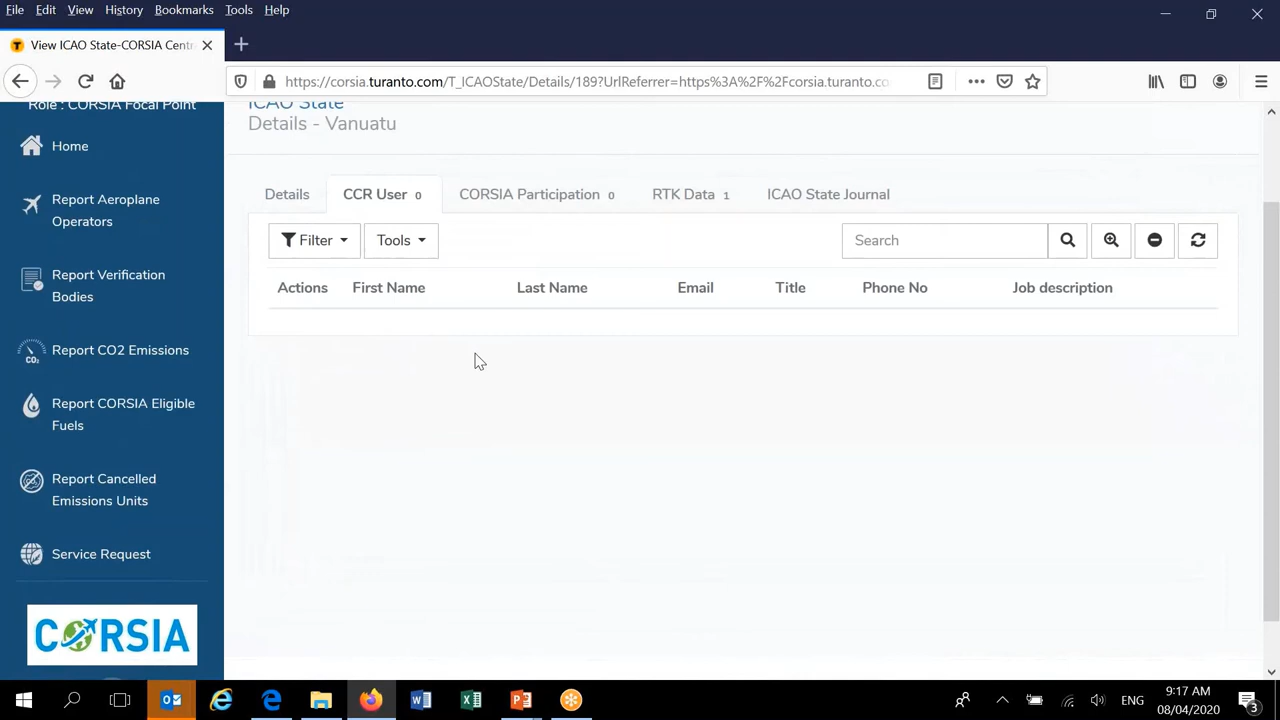 File Edit View History Bookmarks Tools Help
View ICAO State-CORSIA Centr
https://corsia.turanto.com/T_ICAOState/Details/189?UrlReferrer=https%3A%2F%2Fcorsia.turanto.co
Role : CORSIA Focal Point
Home
Report Aeroplane
Operators
Report Verification
Bodies
CO2
Report CO2 Emissions
Report CORSIA Eligible
Fuels
Report Cancelled
Emissions Units
Service Request
CORSIA
ICAO State
Details - Vanuatu
Details CCR User 0 CORSIA Participation 0 RTK Data 1 ICAO State Journal
Filter Tools Search
Actions First Name Last Name Email Title Phone No Job description
ENG
9:17 AM
08/04/2020
3